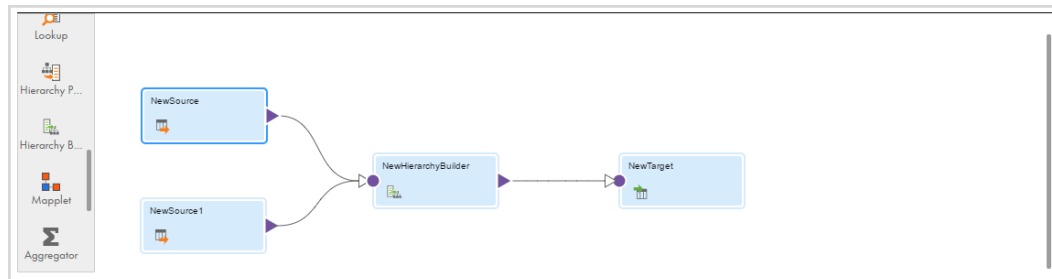 Lookup
Hierarchy P...
Hierarchy B...
Mapplet
Aggregator
NewSource
NewSource1
NewHierarchyBuilder
NewTarget